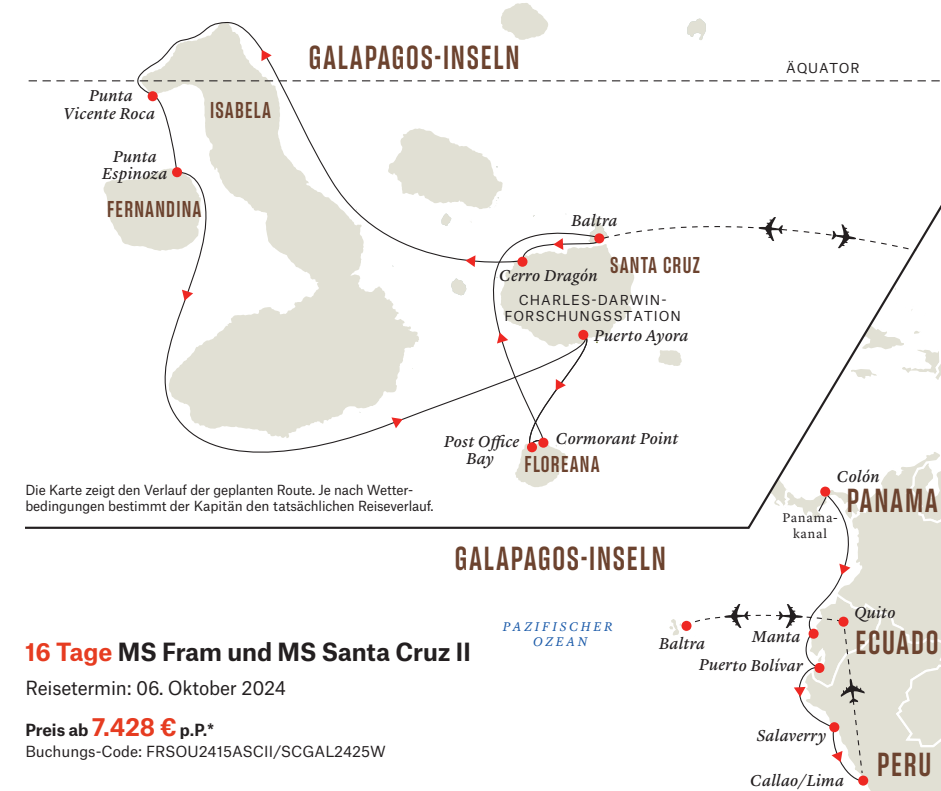 GALAPAGOS-INSELN
ÄQUATOR
Punta
Vicente Roca
ISABELA
Punta
Espinoza
FERNANDINA
Baltra
SANTA CRUZ
Cerro Dragón
CHARLES-DARWIN-
FORSCHUNGSSTATION
Puerto Ayora
Post Office
Bay
Cormorant Point
FLOREANA
Die Karte zeigt den Verlauf der geplanten Route. Je nach Wetter-
bedingungen bestimmt der Kapitän den tatsächlichen Reiseverlauf.
Colón
PANAMA
Panama-
kanal
GALAPAGOS-INSELN
PAZIFISCHER
OZEAN
Baltra
Manta
Quito
ECUADO
Puerto Bolívar
Salaverry
Callao/Lima
PERU
16 Tage MS Fram und MS Santa Cruz II
Reisetermin: 06. Oktober 2024
Preis ab 7.428 € p.P.*
Buchungs-Code: FRSOU2415ASCII/SCGAL2425W